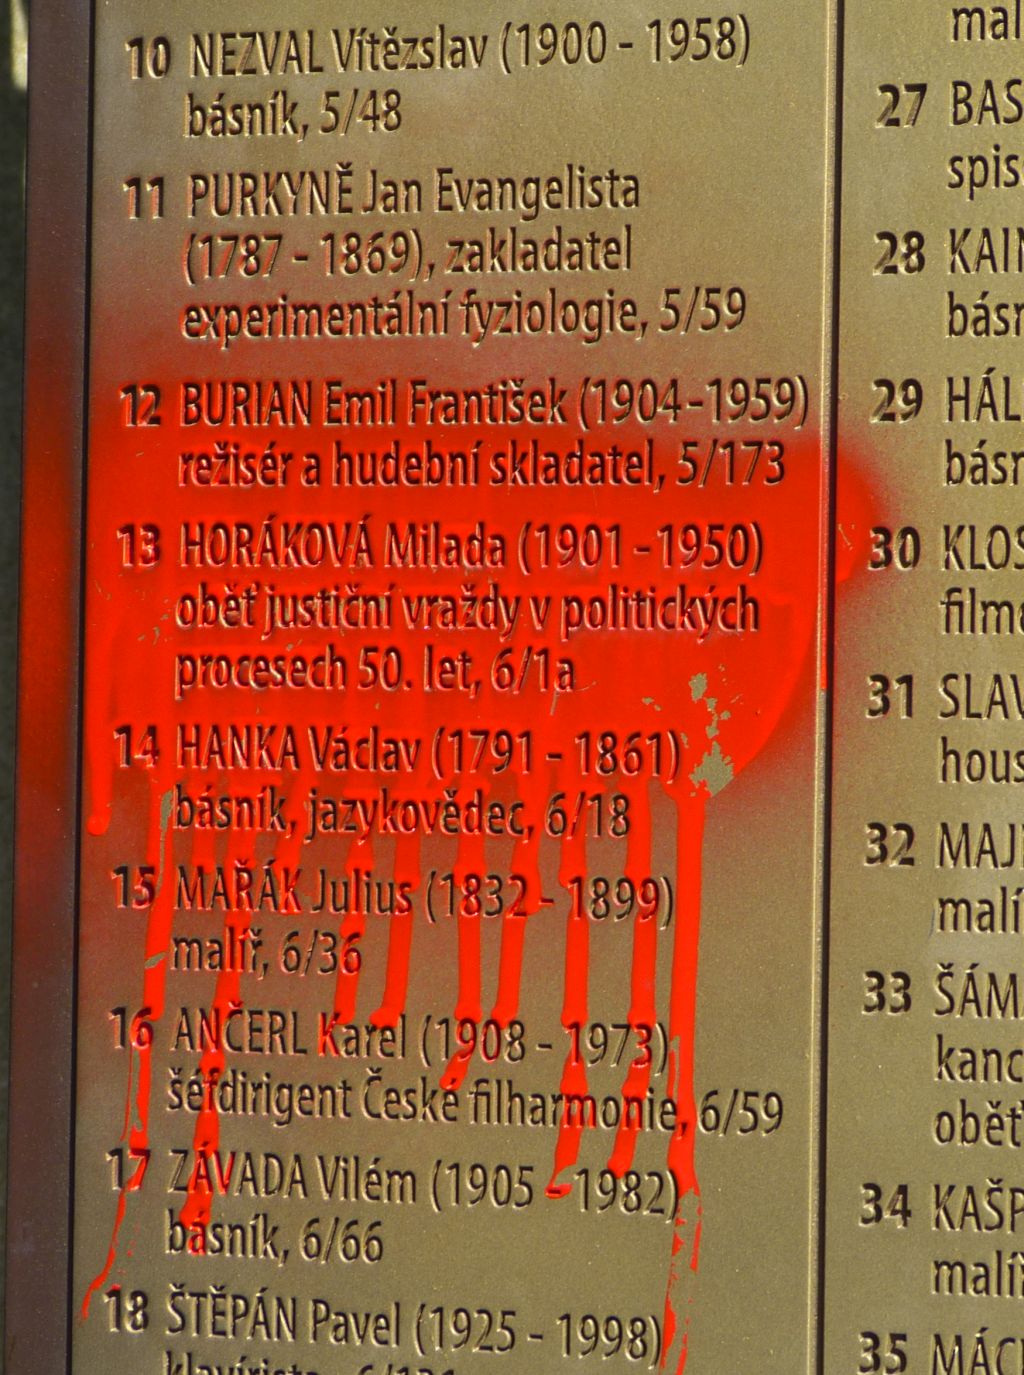 10 NEZVAL Vítězslav (1900 - 1958)
básník, 5/48
11 PURKYNĚ Jan Evangelista
(1787 - 1869), zakladatel
experimentální fyziologie, 5/59
12 BURIAN Emil František (1904-1959)
režisér a hudební skladatel, 5/173
13 HORÁKOVÁ Milada (1901 - 1950)
oběť justiční vraždy v politických
procesech 50. let, 6/1a
14 HANKA Václav (1791 - 1861)
básník, jazykovědec, 6/18
15 MAŘÁK Julius (1832 - 1899)
malíř, 6/36
16 ANČERL Karel (1908 - 1973)
šéfdirigent České filharmonie, 6/59
17 ZÁVADA Vilém (1905 - 1982)
básník, 6/66
18 ŠTĚPÁN Pavel (1925 - 1998)
27
28
29
30
31
32
33
34
35